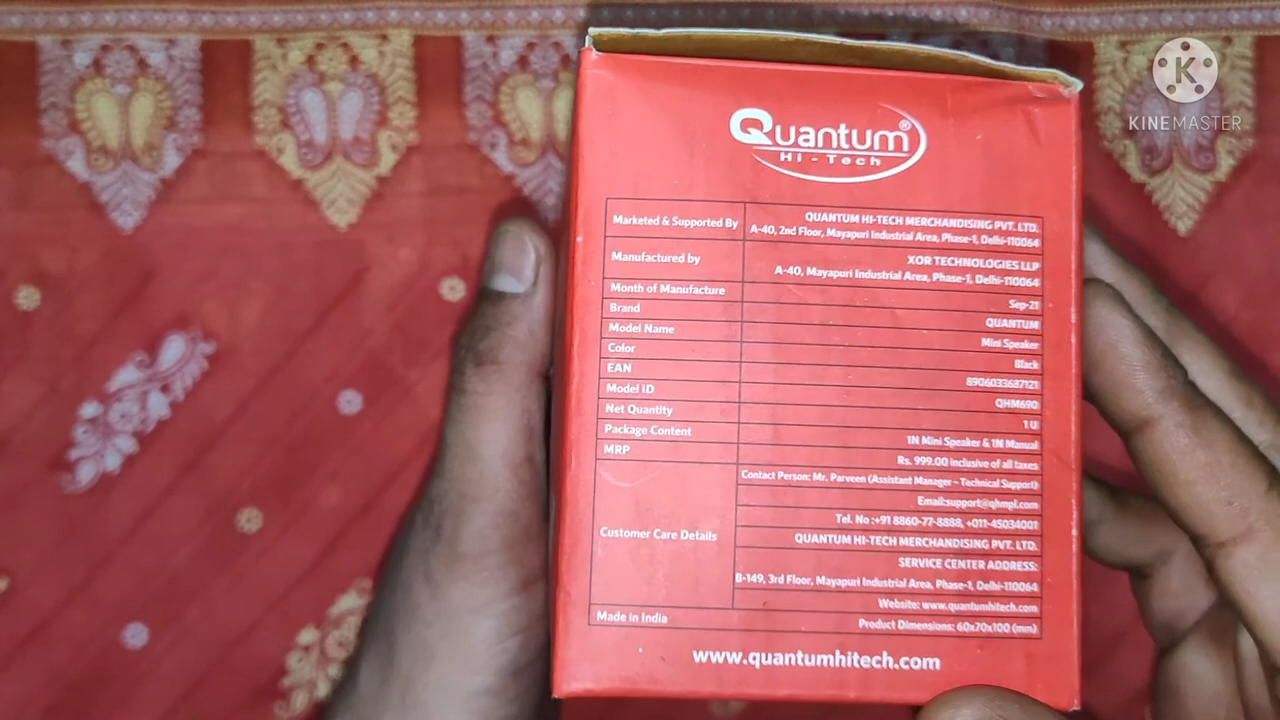 KINEMASTER
Quantum®
Hi - Tech
Marketed & Supported By
QUANTUM HI-TECH MERCHANDISING PVT. LTD.
A-40, 2nd Floor, Mayapuri Industrial Area, Phase-1, Delhi-110064
Manufactured by
XOR TECHNOLOGIES LLP
A-40, Mayapuri Industrial Area, Phase-1, Delhi-110064
Month of Manufacture Sep-21
Brand QUANTUM
Model Name Mini Speaker
Color Black
EAN 8906033687121
Model ID QHM690
Net Quantity 1 U
Package Content 1N Mini Speaker & 1N Manual
MRP Rs. 999.00 Inclusive of all taxes
Customer Care Details
Contact Person: Mr. Parveen (Assistant Manager – Technical Support)
Email:support@qhmpl.com
Tel. No :+91 8860-77-8888, +011-45034001
QUANTUM HI-TECH MERCHANDISING PVT. LTD.
SERVICE CENTER ADDRESS:
B-149, 3rd Floor, Mayapuri Industrial Area, Phase-1, Delhi-110064
Website: www.quantumhitech.com
Made in India Product Dimensions: 60x70x100 (mm)
www.quantumhitech.com